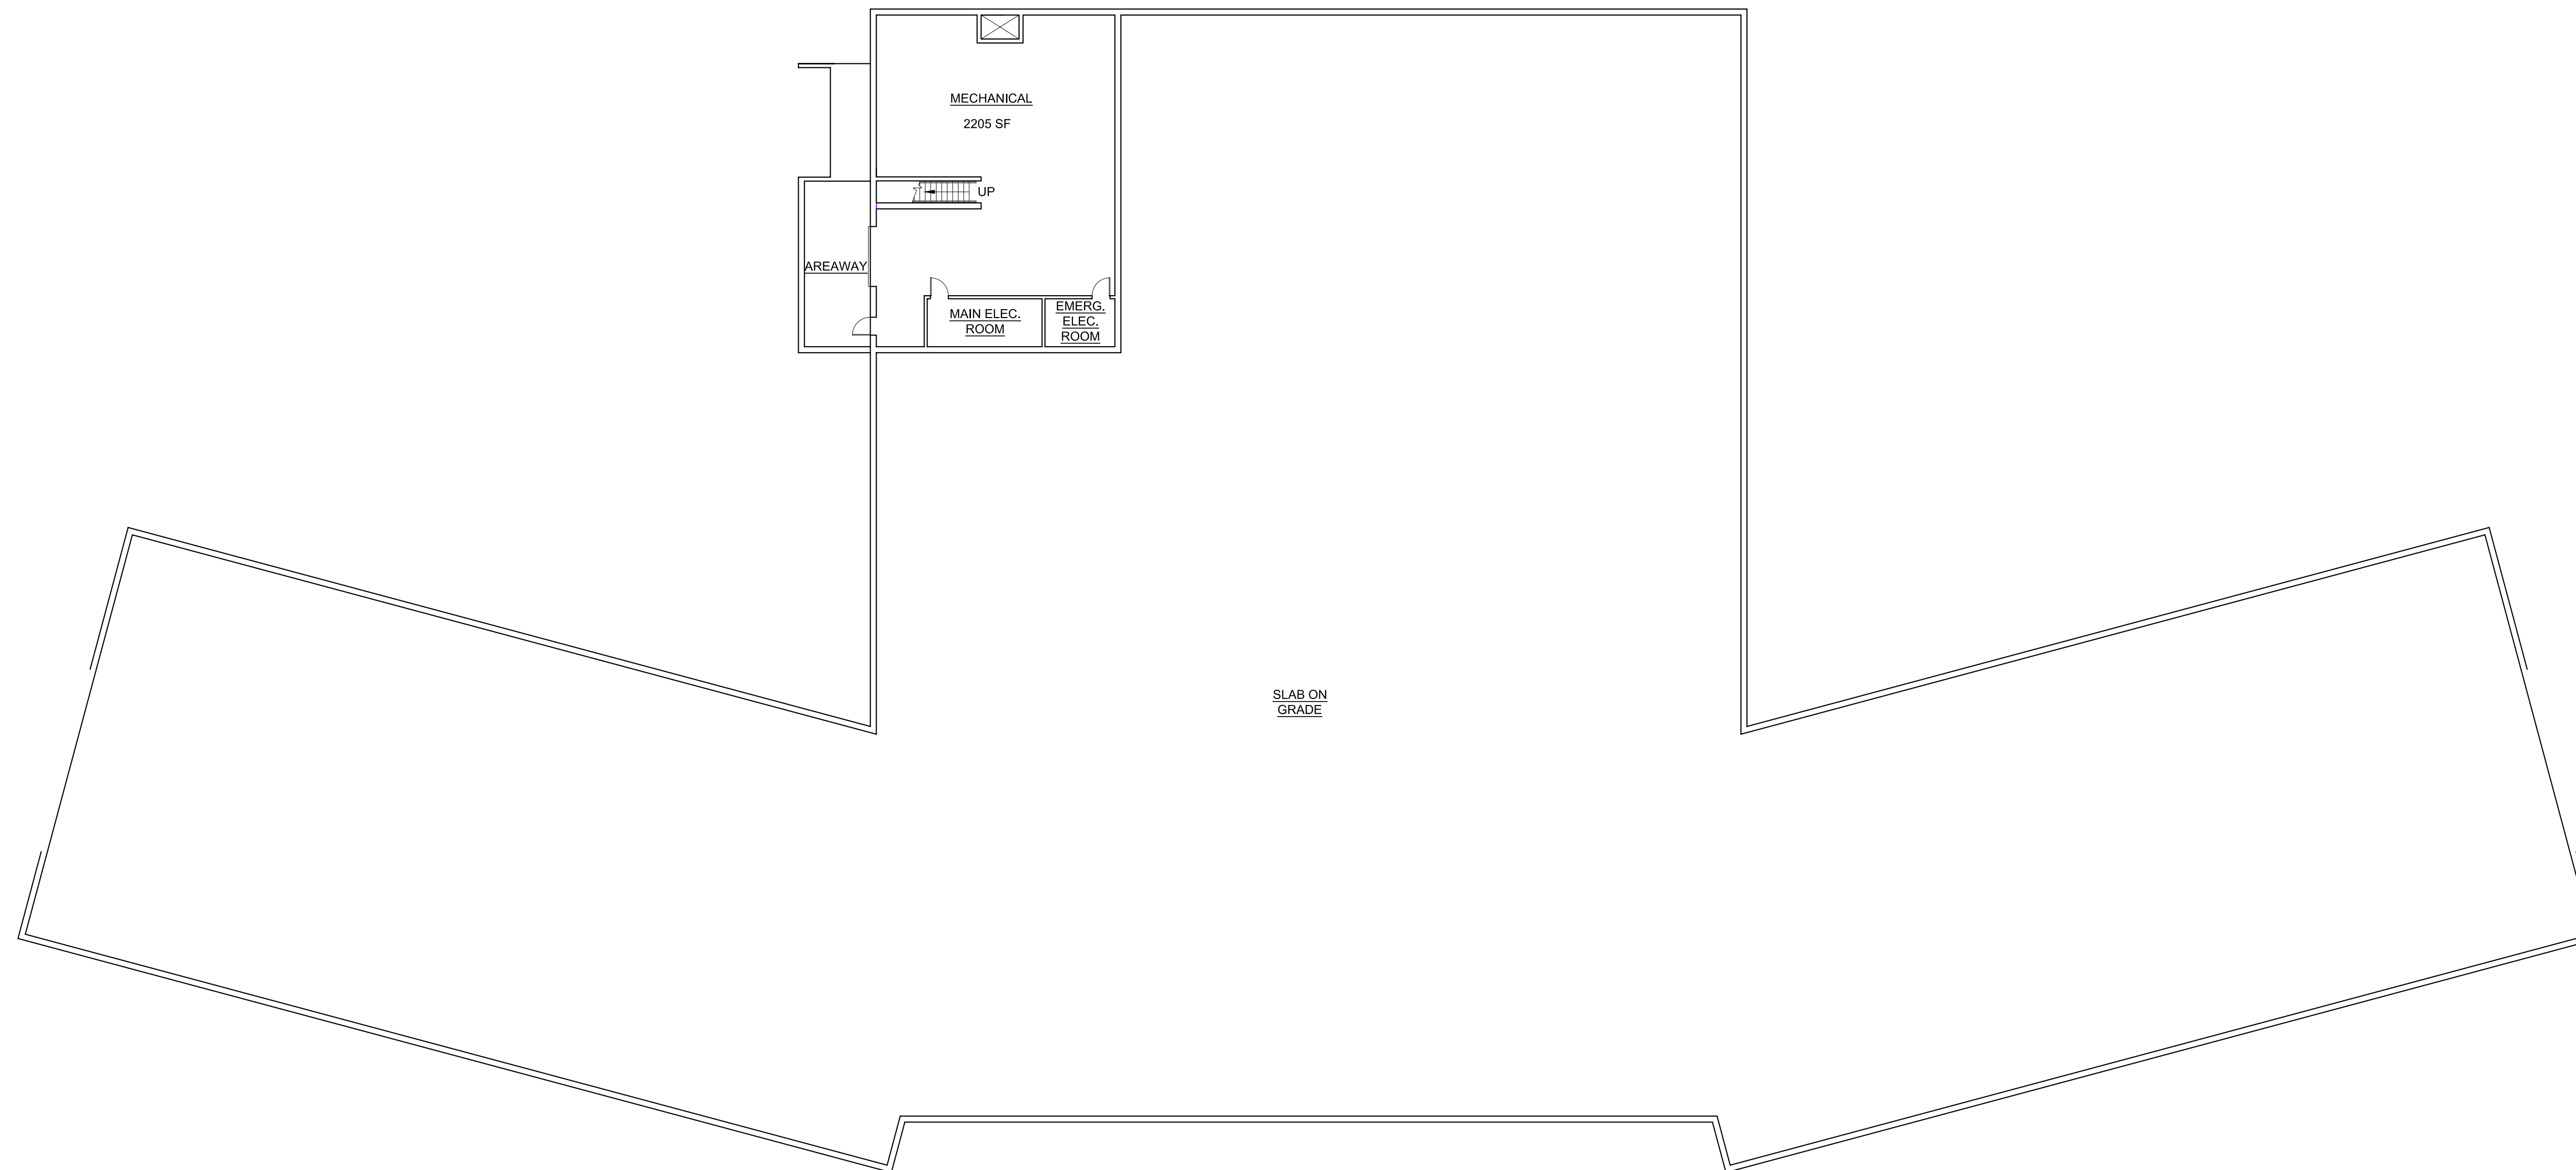 MECHANICAL
2205 SF
UP
AREAWAY
MAIN ELEC.
ROOM
EMERG.
ELEC.
ROOM
SLAB ON
GRADE